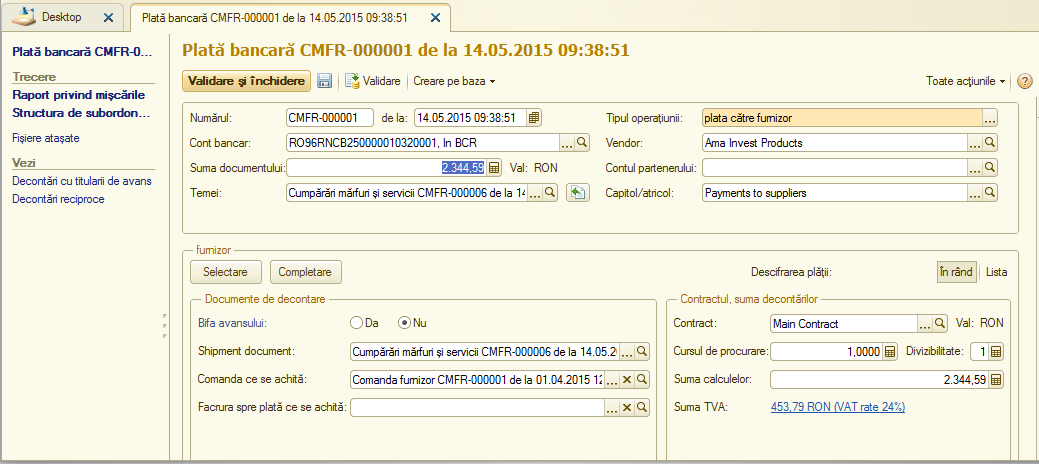 Desktop
Plată bancară CMFR-000001 de la 14.05.2015 09:38:51
Plată bancară CMFR-0...
Trecere
Raport privind mișcările
Structura de subordon...
Fișiere atașate
Vezi
Decontări cu titularii de avans
Decontări reciproce
Plată bancară CMFR-000001 de la 14.05.2015 09:38:51
Validare și închidere Validare Creare pe baza Toate acțiunile
Numărul: CMFR-000001 de la: 14.05.2015 09:38:51 Tipul operațiunii: plata către furnizor ...
Cont bancar: RO96RNCB250000010320001, In BCR ... Vendor: Ama Invest Products ...
Suma documentului: 2.344,59 Val: RON Contul partenerului: ...
Temei: Cumpărări mărfuri și servicii CMFR-000006 de la 14 ... Capitol/atricol: Payments to suppliers ...
furnizor
Selectare Completare Descifrarea plății: În rând Lista
Documente de decontare
Bifa avansului: Da Nu
Shipment document: Cumpărări mărfuri și servicii CMFR-000006 de la 14.05.2 ...
Comanda ce se achită: Comanda furnizor CMFR-000001 de la 01.04.2015 12 ...
Facrura spre plată ce se achită: ...
Contractul, suma decontărilor
Contract: Main Contract ... Val: RON
Cursul de procurare: 1,0000 Divizibilitate: 1
Suma calculelor: 2.344,59
Suma TVA: 453,79 RON (VAT rate 24%)